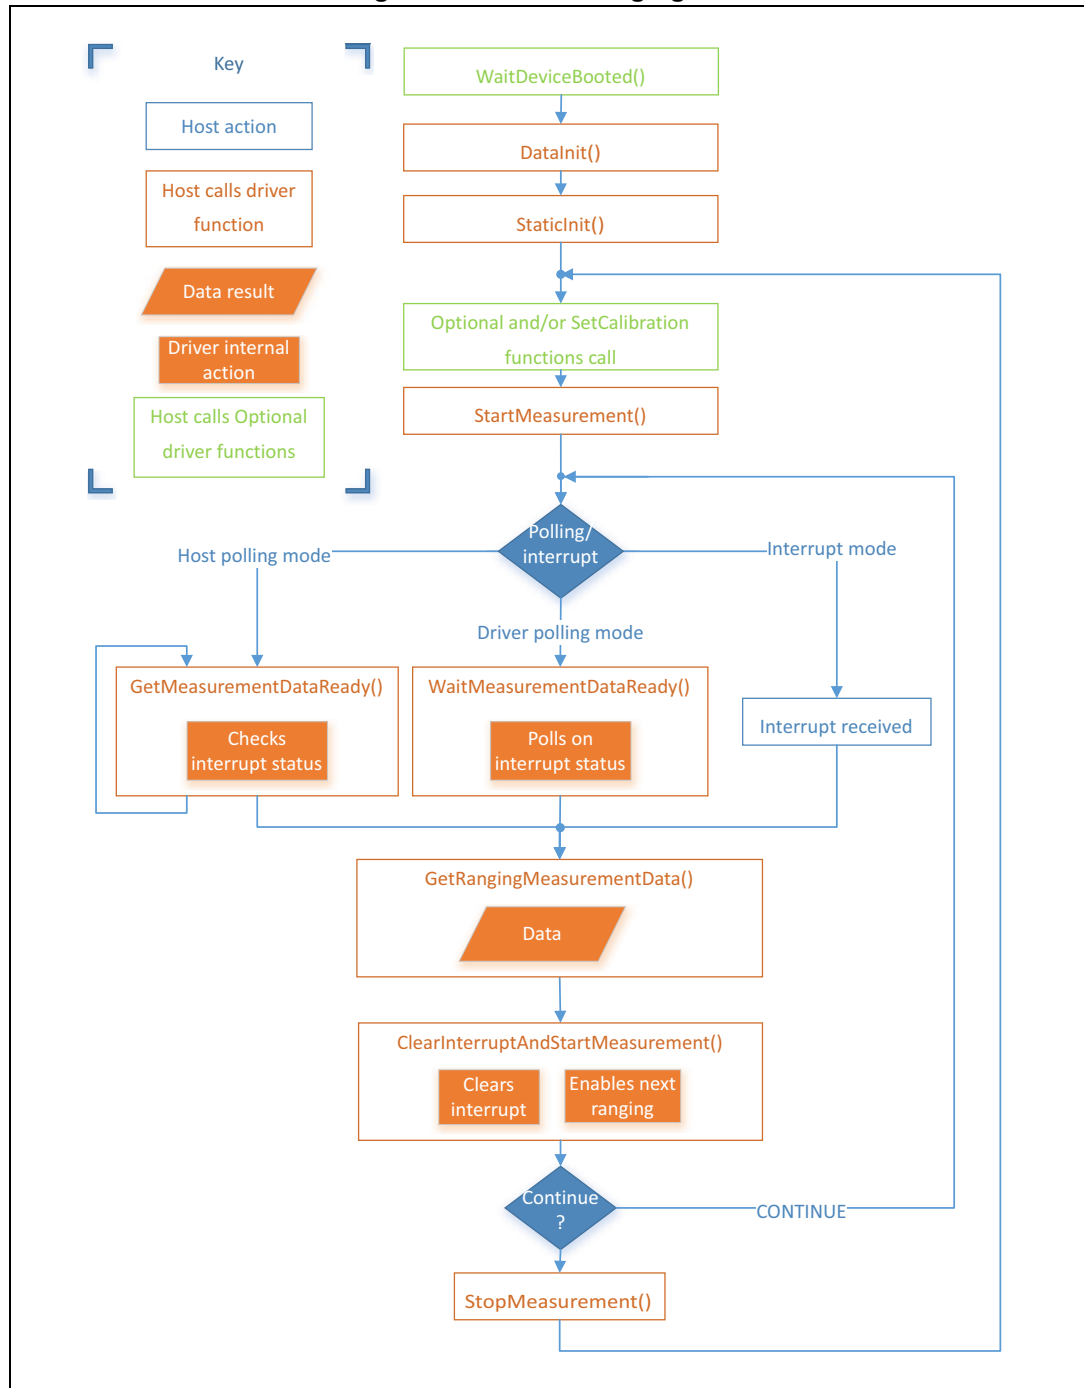 Key
Host action
Host calls driver
function
Data result
Driver internal
action
Host calls Optional
driver functions
WaitDeviceBooted()
DataInit()
StaticInit()
Optional and/or SetCalibration
functions call
StartMeasurement()
Polling/
interrupt
Host polling mode
Interrupt mode
Driver polling mode
GetMeasurementDataReady()
Checks
interrupt status
WaitMeasurementDataReady()
Polls on
interrupt status
Interrupt received
GetRangingMeasurementData()
Data
ClearInterruptAndStartMeasurement()
Clears
interrupt
Enables next
ranging
Continue
?
CONTINUE
StopMeasurement()